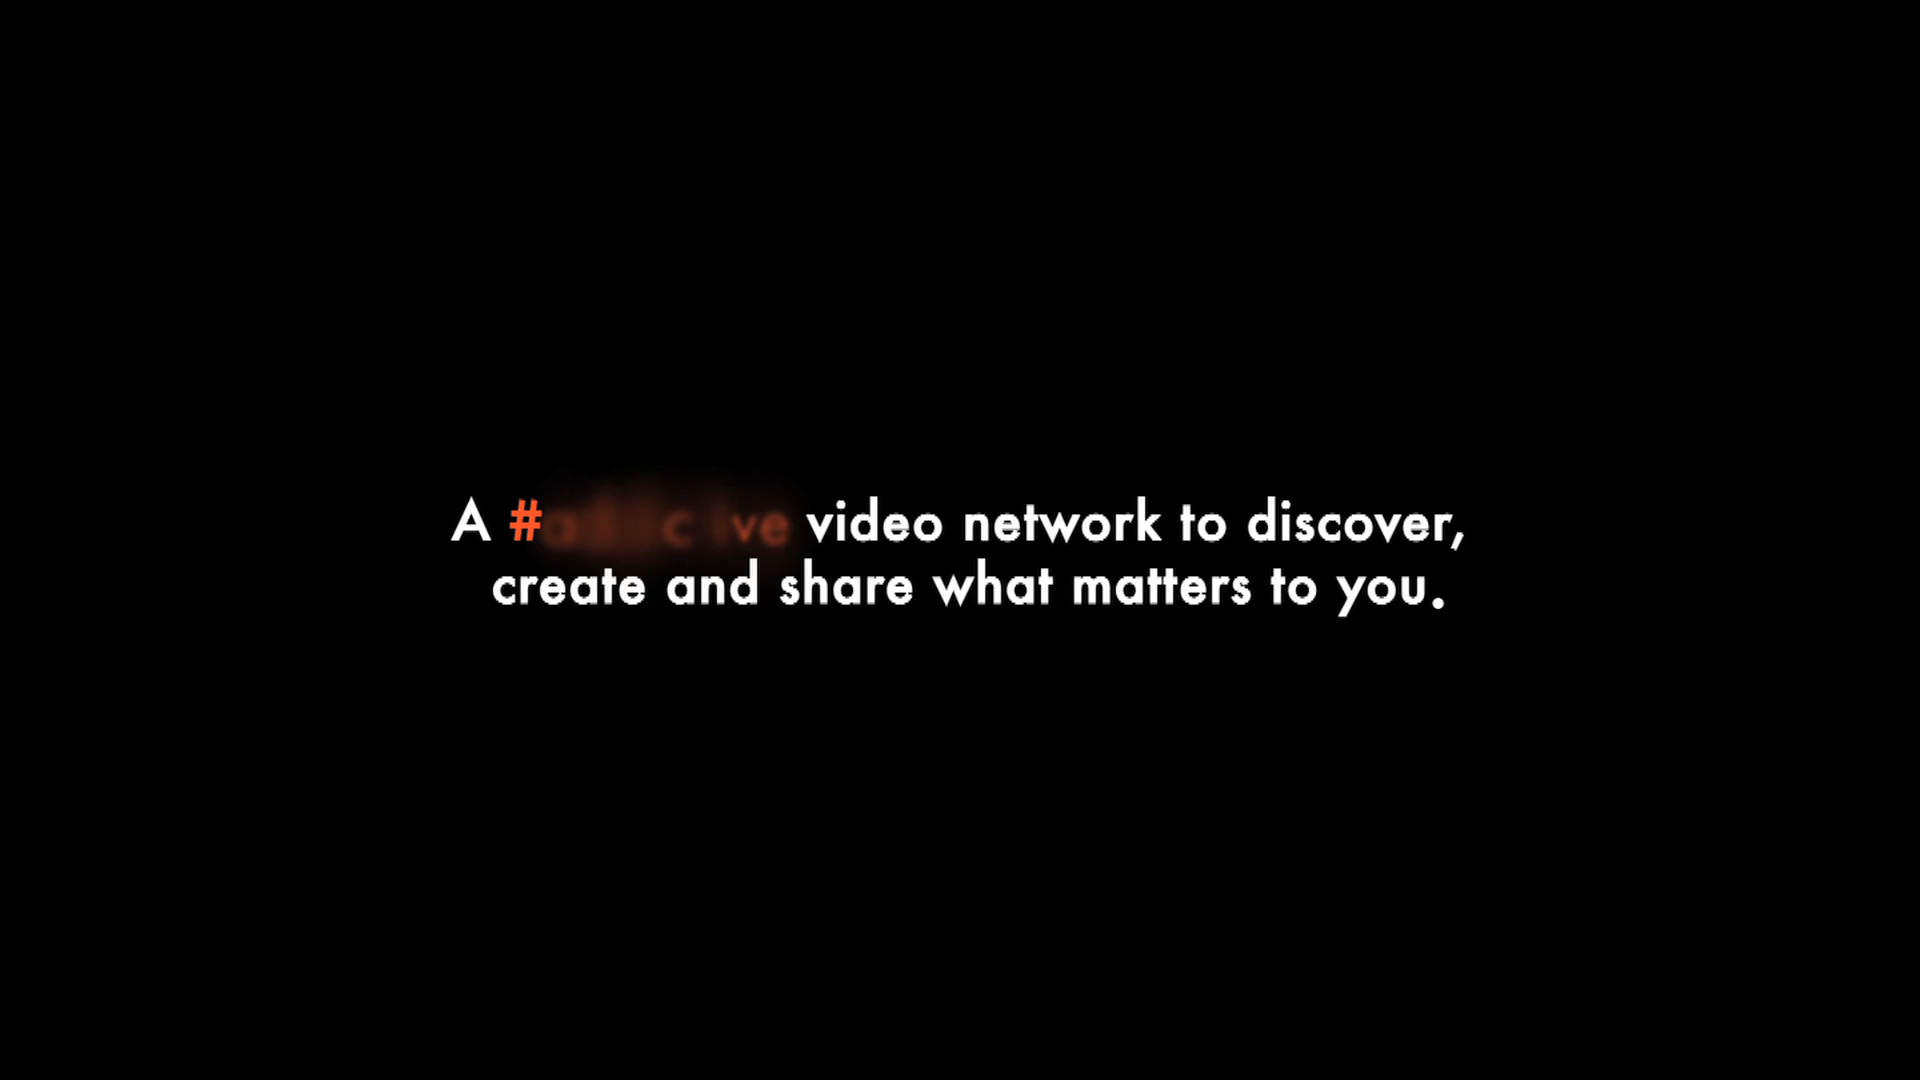 A # video network to discover,
create and share what matters to you.